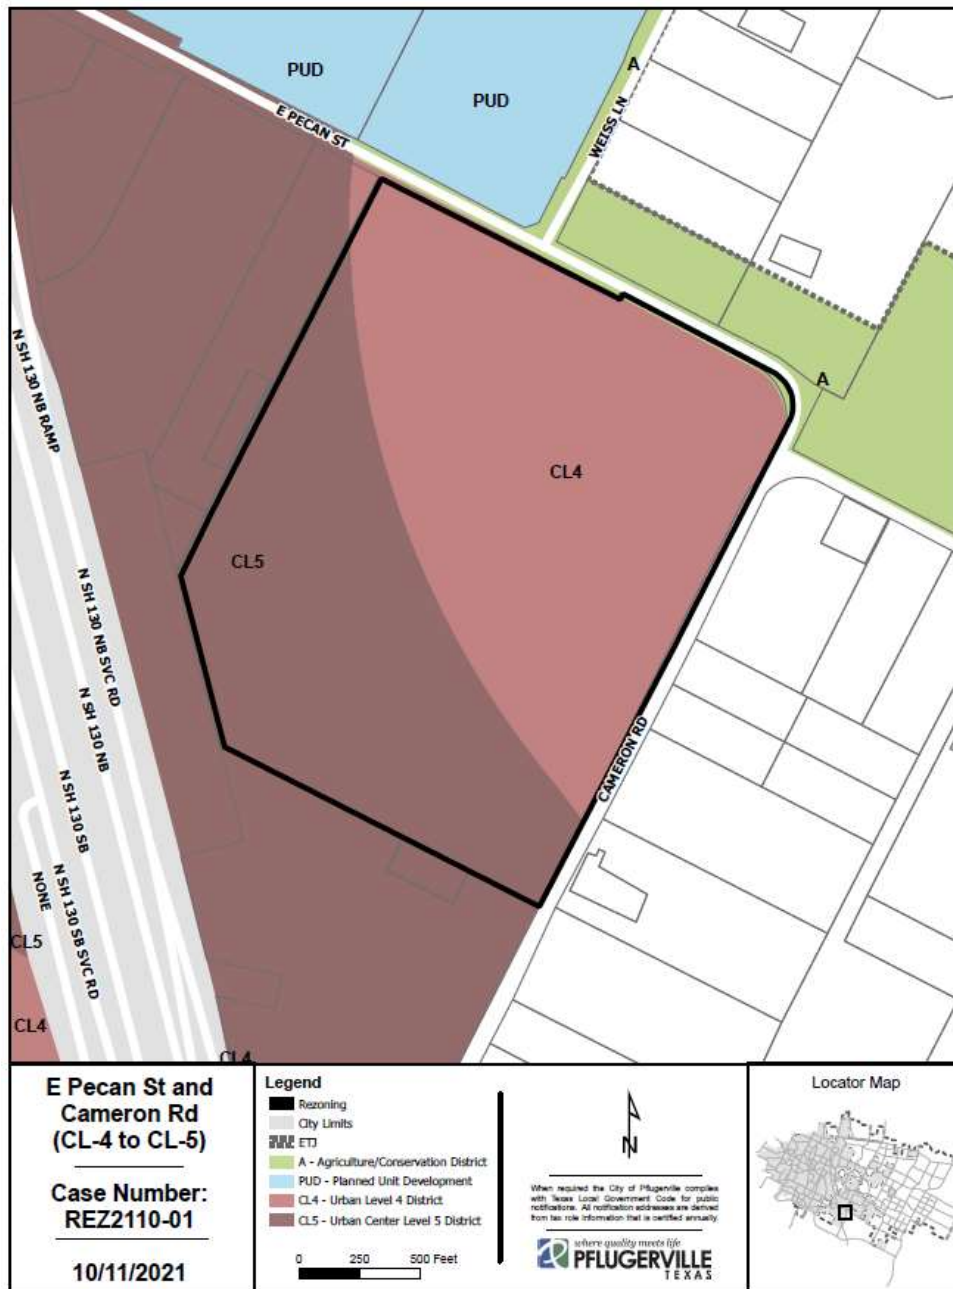 PUD
PUD
A
E PECAN ST
WEISS LN
A
CL4
CL5
N SH 130 NB RAMP
N SH 130 NB SVC RD
N SH 130 NB
N SH 130 SB
N SH 130 SB SVC RD
NONE
CAMERON RD
CL5
CL4
CL4
E Pecan St and
Cameron Rd
(CL-4 to CL-5)
Case Number:
REZ2110-01
10/11/2021
Legend
Rezoning
City Limits
ETJ
A - Agriculture/Conservation District
PUD - Planned Unit Development
CL4 - Urban Level 4 District
CL5 - Urban Center Level 5 District
0 250 500 Feet
N
When required the City of Pflugerville complies
with Texas Local Government Code for public
notifications. All notification addresses are derived
from tax role information that is certified annually.
where quality meets life
PFLUGERVILLE
TEXAS
Locator Map